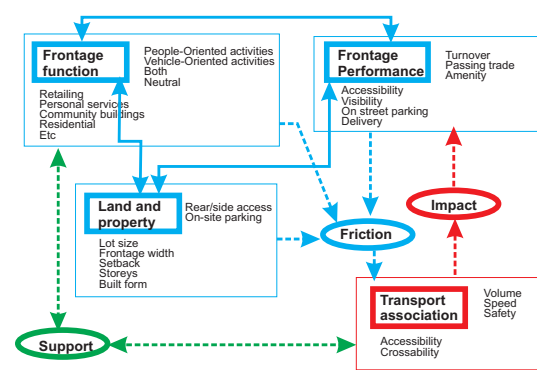 Frontage
function
People-Oriented activities
Vehicle-Oriented activities
Both
Neutral
Retailing
Personal services
Community buildings
Residential
Etc
Frontage
Performance
Turnover
Passing trade
Amenity
Accessibility
Visibility
On street parking
Delivery
Land and
property
Rear/side access
On-site parking
Lot size
Frontage width
Setback
Storeys
Built form
Friction
Impact
Transport
association
Volume
Speed
Safety
Accessibility
Crossability
Support